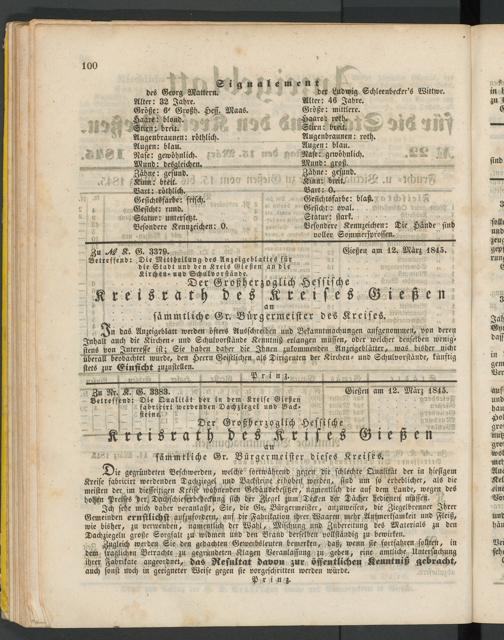 100
Signalement
des Georg Mattern.
Alter: 32 Jahre.
Größe: 6' Großh. Hess. Maas.
Haare: blond.
Stirn: breit.
Augenbraunen: röthlich.
Augen: blau.
Nase: gewöhnlich.
Mund: desgleichen.
Zähne: gesund.
Kinn: breit.
Bart: röthlich.
Gesichtsfarbe: frisch.
Gesicht: rund.
Statur: untersetzt.
Besondere Kennzeichen: 0.
der Ludwig Schleenbecker's Wittwe.
Alter: 46 Jahre.
Größe: mittlere.
Haare: roth.
Stirn: breit.
Augenbraunen: roth.
Augen: blau.
Nase: gewöhnlich.
Mund: groß.
Zähne: gesund.
Kinn: breit.
Bart: 0.
Gesichtsfarbe: blaß.
Gesicht: oval.
Statur: stark.
Besondere Kennzeichen: Die Hände sind
voller Sommersprossen.
Zu № K. G. 3379. Gießen am 12. März 1845.
Betreffend: Die Mittheilung des Anzeigeblattes für
die Stadt und den Kreis Gießen an die
Kirchen- und Schulvorstände.
Der Großherzoglich Hessische
Kreisrath des Kreises Gießen
an
sämmtliche Gr. Bürgermeister des Kreises.
In das Anzeigeblatt werden öfters Ausschreiben und Bekanntmachungen aufgenommen, von deren
Inhalt auch die Kirchen- und Schulvorstände Kenntniß erlangen müssen, oder welcher denselben wenig-
stens von Interesse ist; Sie haben daher die Ihnen zukommenden Anzeigeblätter, was bisher nicht
überall beobachtet wurde, den Herrn Geistlichen als Dirigenten der Kirchen- und Schulvorstände, künftig
stets zur Einsicht zuzustellen.
Prinz.
Zu Nr. K. G. 3383. Gießen am 12. März 1845.
Betreffend: Die Qualität der in dem Kreise Gießen
fabricirt werdenden Dachziegel und Back-
steine.
Der Großherzoglich Hessische
Kreisrath des Krises Gießen
an
sämmtliche Gr. Bürgermeister dieses Kreises.
Die gegründeten Beschwerden, welche fortwährend gegen die schlechte Qualität der in hiesigem
Kreise fabricirt werdenden Dachziegel und Backsteine erhoben werden, sind um so erheblicher, als die
meisten der im diesseitigen Kreise wohnenden Gebäudebesitzer, namentlich die auf dem Lande, wegen des
hohen Preises der
sich der Ziegel zum Decken der Dächer bedienen müssen.
Ich sehe mich daher veranlaßt, Sie, die Gr. Bürgermeister, anzuweisen, die Ziegelbrenner Ihrer
Gemeinden ernstlich aufzufordern, auf die Fabrikation ihrer Waaren mehr Aufmerksamkeit und Fleiß,
wie bisher, zu verwenden, namentlich der Wahl, Mischung und Zubereitung des Materials zu den
Dachziegeln große Sorgfalt zu widmen und den Brand derselben vollständig zu bewirken.
Zugleich werden Sie den gedachten Gewerbsleuten bemerken, daß, wenn sie fortfahren sollten, in
dem fraglichen Betrachte zu gegründeten Klagen Veranlassung zu geben, eine amtliche Untersuchung
ihrer Fabrikate angeordnet, das Resultat davon zur öffentlichen Kenntniß gebracht,
auch sonst noch in geeigneter Weise gegen sie vorgeschritten werden würde.
Prinz.